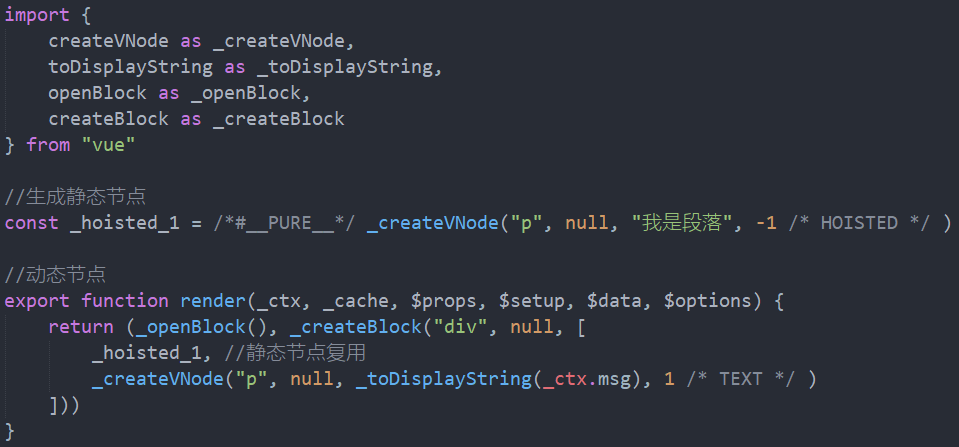 import {
    createVNode as _createVNode,
    toDisplayString as _toDisplayString,
    openBlock as _openBlock,
    createBlock as _createBlock
} from "vue"

//生成静态节点
const _hoisted_1 = /*#__PURE__*/ _createVNode("p", null, "我是段落", -1 /* HOISTED */ )

//动态节点
export function render(_ctx, _cache, $props, $setup, $data, $options) {
    return (_openBlock(), _createBlock("div", null, [
        _hoisted_1, //静态节点复用
        _createVNode("p", null, _toDisplayString(_ctx.msg), 1 /* TEXT */ )
    ]))
}